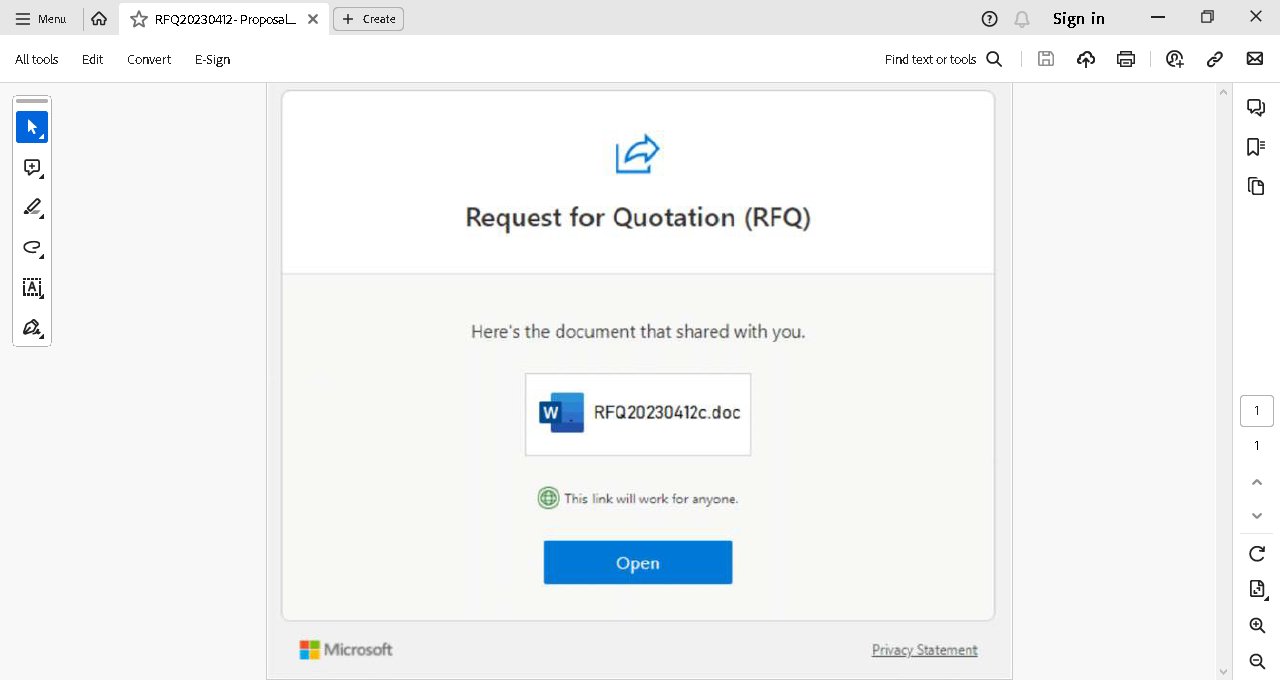 Menu
RFQ20230412- Proposal_
Create
Sign in
All tools
Edit
Convert
E-Sign
Find text or tools
Request for Quotation (RFQ)
Here's the document that shared with you.
W
RFQ20230412c.doc
This link will work for anyone.
Open
Microsoft
Privacy Statement
1
1